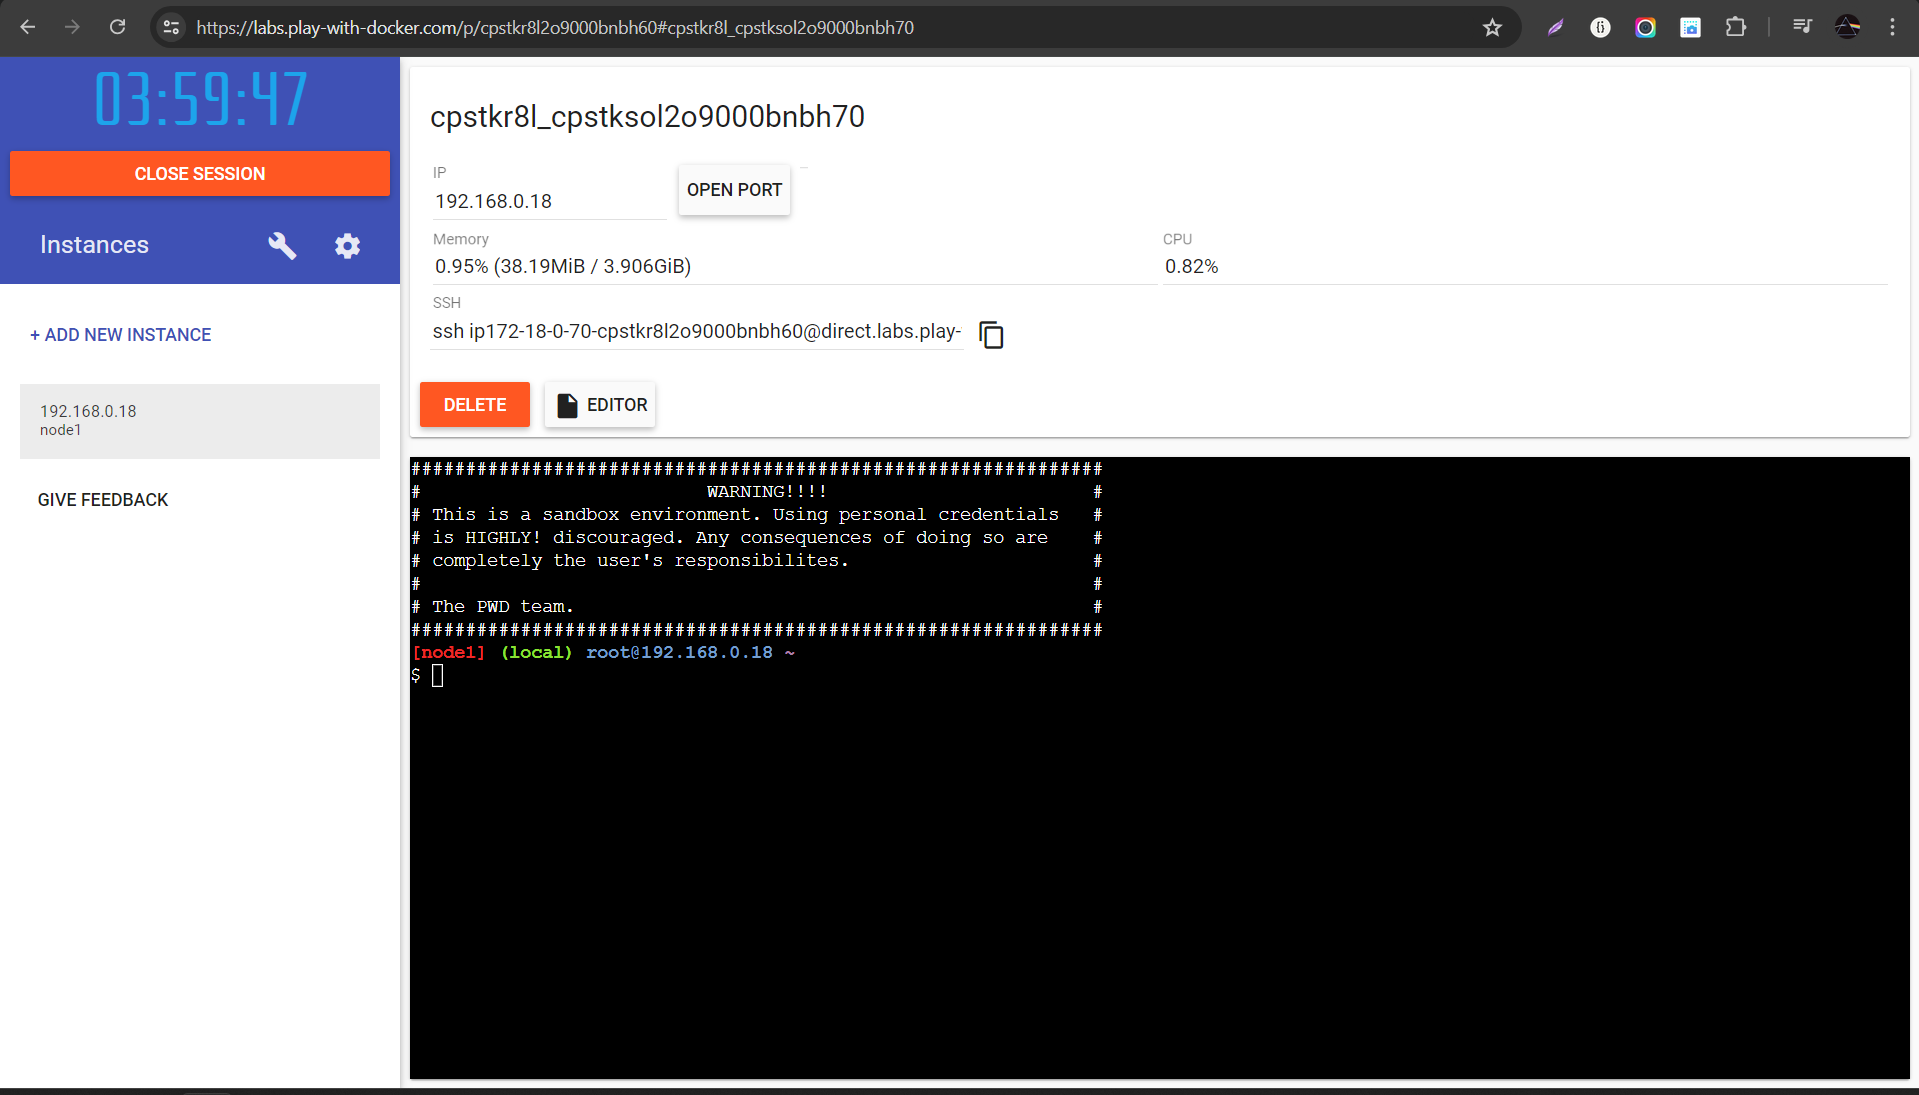 https://labs.play-with-docker.com/p/cpstkr8l2o9000bnbh60#cpstkr8l_cpstksol2o9000bnbh70
03:59:47
CLOSE SESSION
Instances
+ ADD NEW INSTANCE
192.168.0.18
node1
GIVE FEEDBACK
cpstkr8l_cpstksol2o9000bnbh70
IP
192.168.0.18
OPEN PORT
Memory
0.95% (38.19MiB / 3.906GiB)
CPU
0.82%
SSH
ssh ip172-18-0-70-cpstkr8l2o9000bnbh60@direct.labs.play-
DELETE
EDITOR
###############################################################
#                          WARNING!!!!                        #
# This is a sandbox environment. Using personal credentials   #
# is HIGHLY! discouraged. Any consequences of doing so are    #
# completely the user's responsibilites.                      #
#                                                             #
# The PWD team.                                               #
###############################################################
[node1] (local) root@192.168.0.18 ~
$